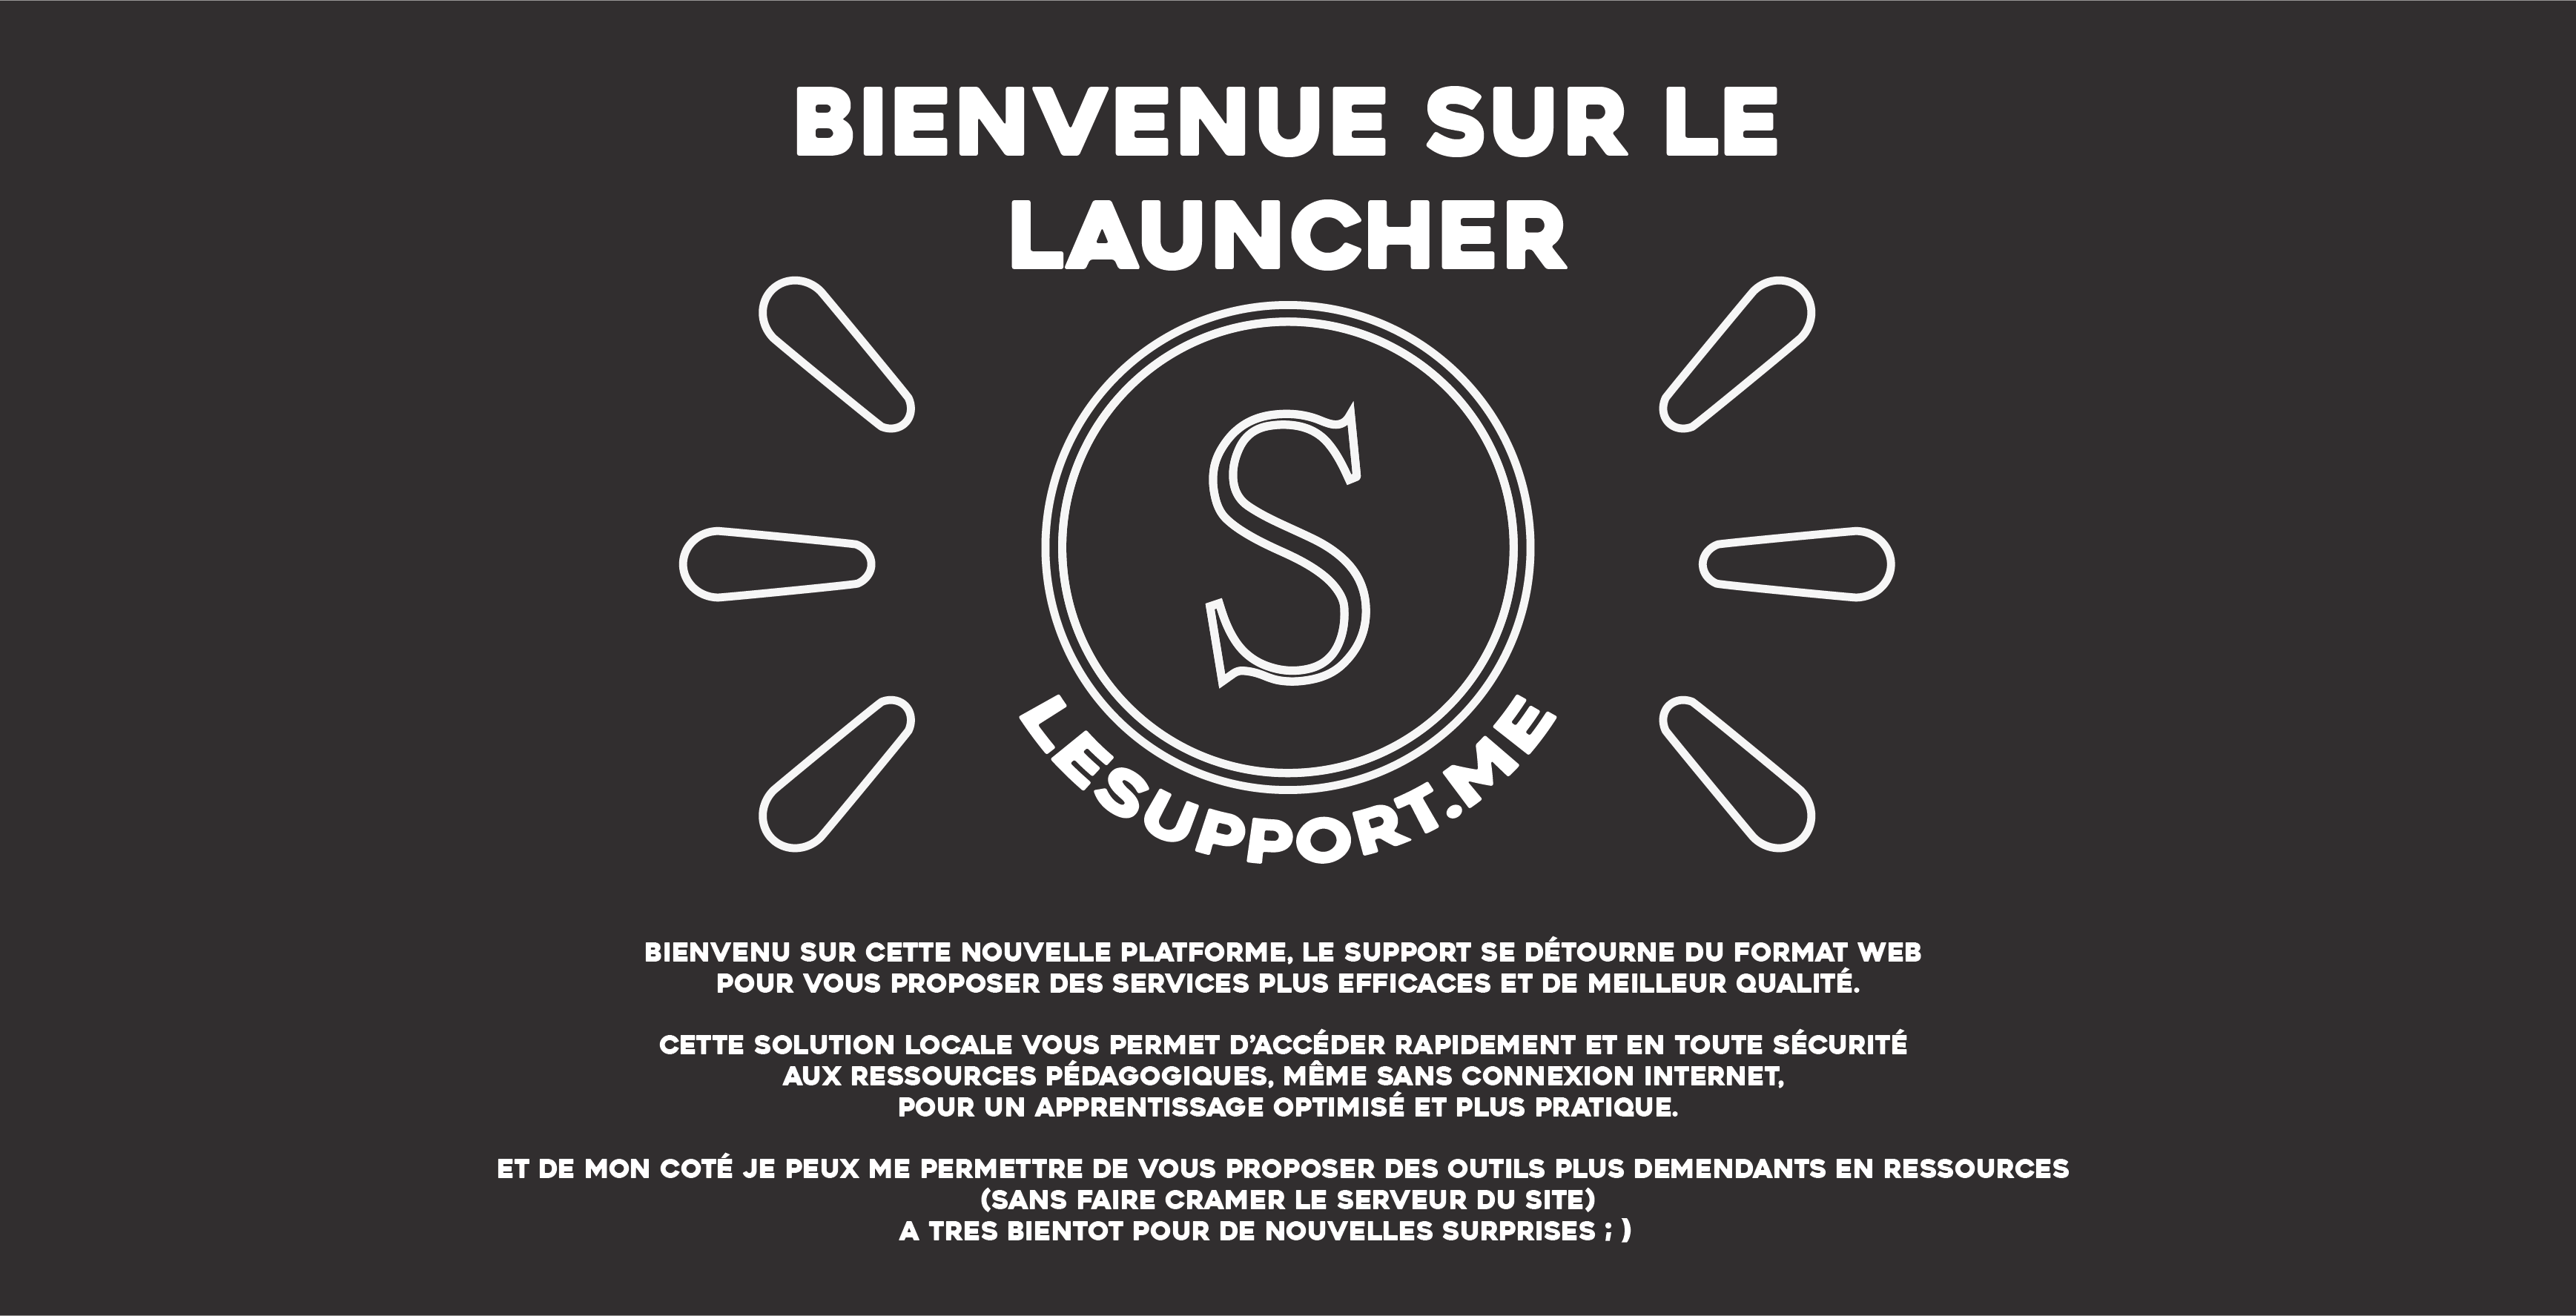 BIENVENUE SUR LE
LAUNCHER
S
LESUPPORT.ME
BIENVENU SUR CETTE NOUVELLE PLATFORME, LE SUPPORT SE DÉTOURNE DU FORMAT WEB
POUR VOUS PROPOSER DES SERVICES PLUS EFFICACES ET DE MEILLEUR QUALITÉ.
CETTE SOLUTION LOCALE VOUS PERMET D’ACCÉDER RAPIDEMENT ET EN TOUTE SÉCURITÉ
AUX RESSOURCES PÉDAGOGIQUES, MÊME SANS CONNEXION INTERNET,
POUR UN APPRENTISSAGE OPTIMISÉ ET PLUS PRATIQUE.
ET DE MON COTÉ JE PEUX ME PERMETTRE DE VOUS PROPOSER DES OUTILS PLUS DEMENDANTS EN RESSOURCES
(SANS FAIRE CRAMER LE SERVEUR DU SITE)
A TRES BIENTOT POUR DE NOUVELLES SURPRISES ; )